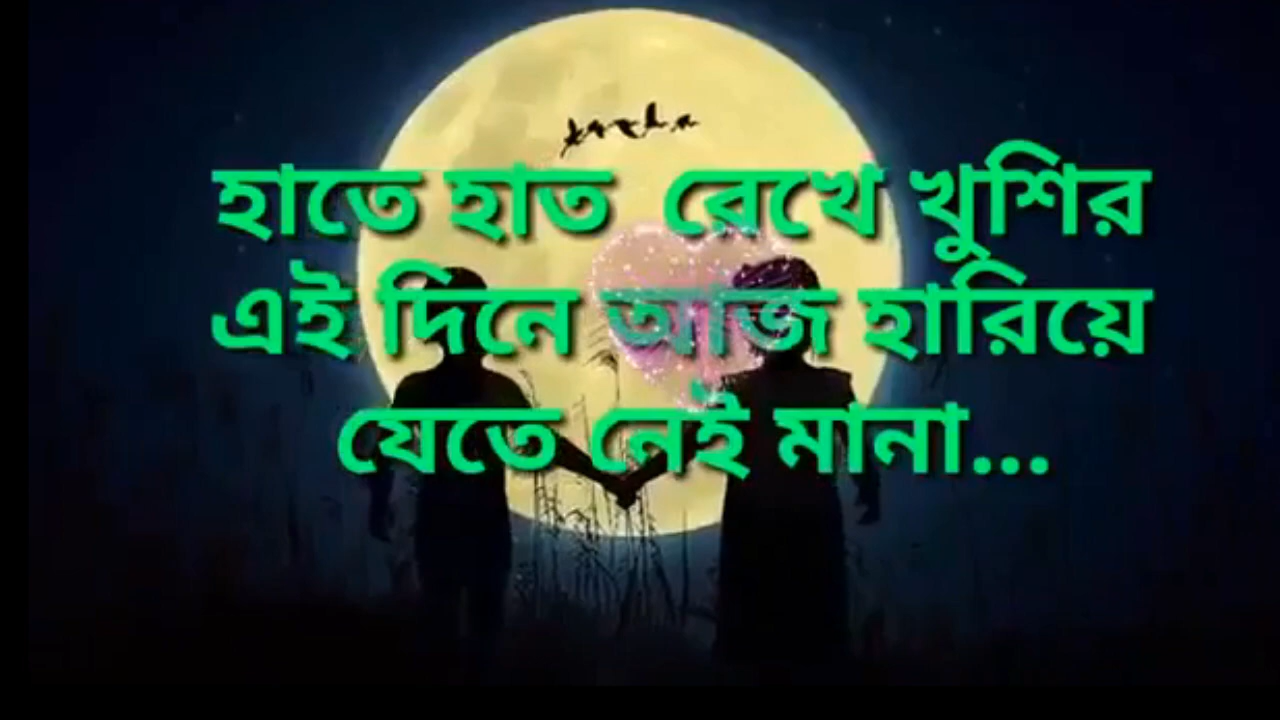 হাতে হাত রেখে খুশির
এই দিনে আজ হারিয়ে
যেতে নেই মানা...